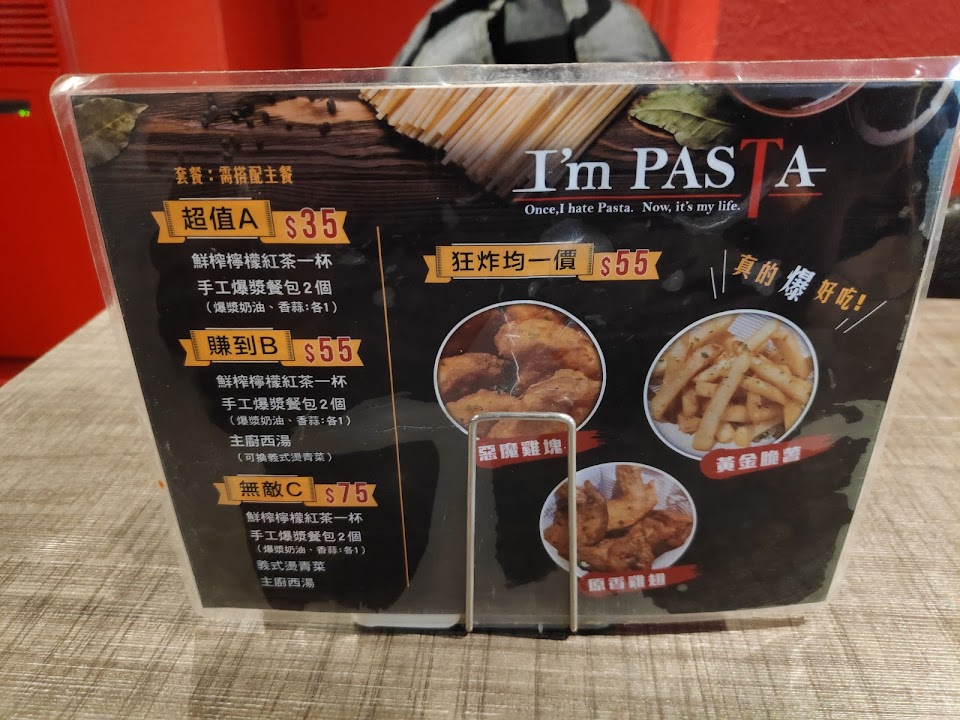 I'm PASTA
Once,I hate Pasta. Now, it's my life.
套餐：需搭配主餐
超值A $35
鮮榨檸檬紅茶一杯
手工爆漿餐包2個
（爆漿奶油、香蒜:各1）
賺到B $55
鮮榨檸檬紅茶一杯
手工爆漿餐包2個
（爆漿奶油、香蒜:各1）
主廚西湯
（可換義式燙青菜）
無敵C $75
鮮榨檸檬紅茶一杯
手工爆漿餐包2個
（爆漿奶油、香蒜:各1）
義式燙青菜
主廚西湯
狂炸均一價 $55
真的爆好吃!
惡魔雞塊
黃金脆薯
原香雞翅